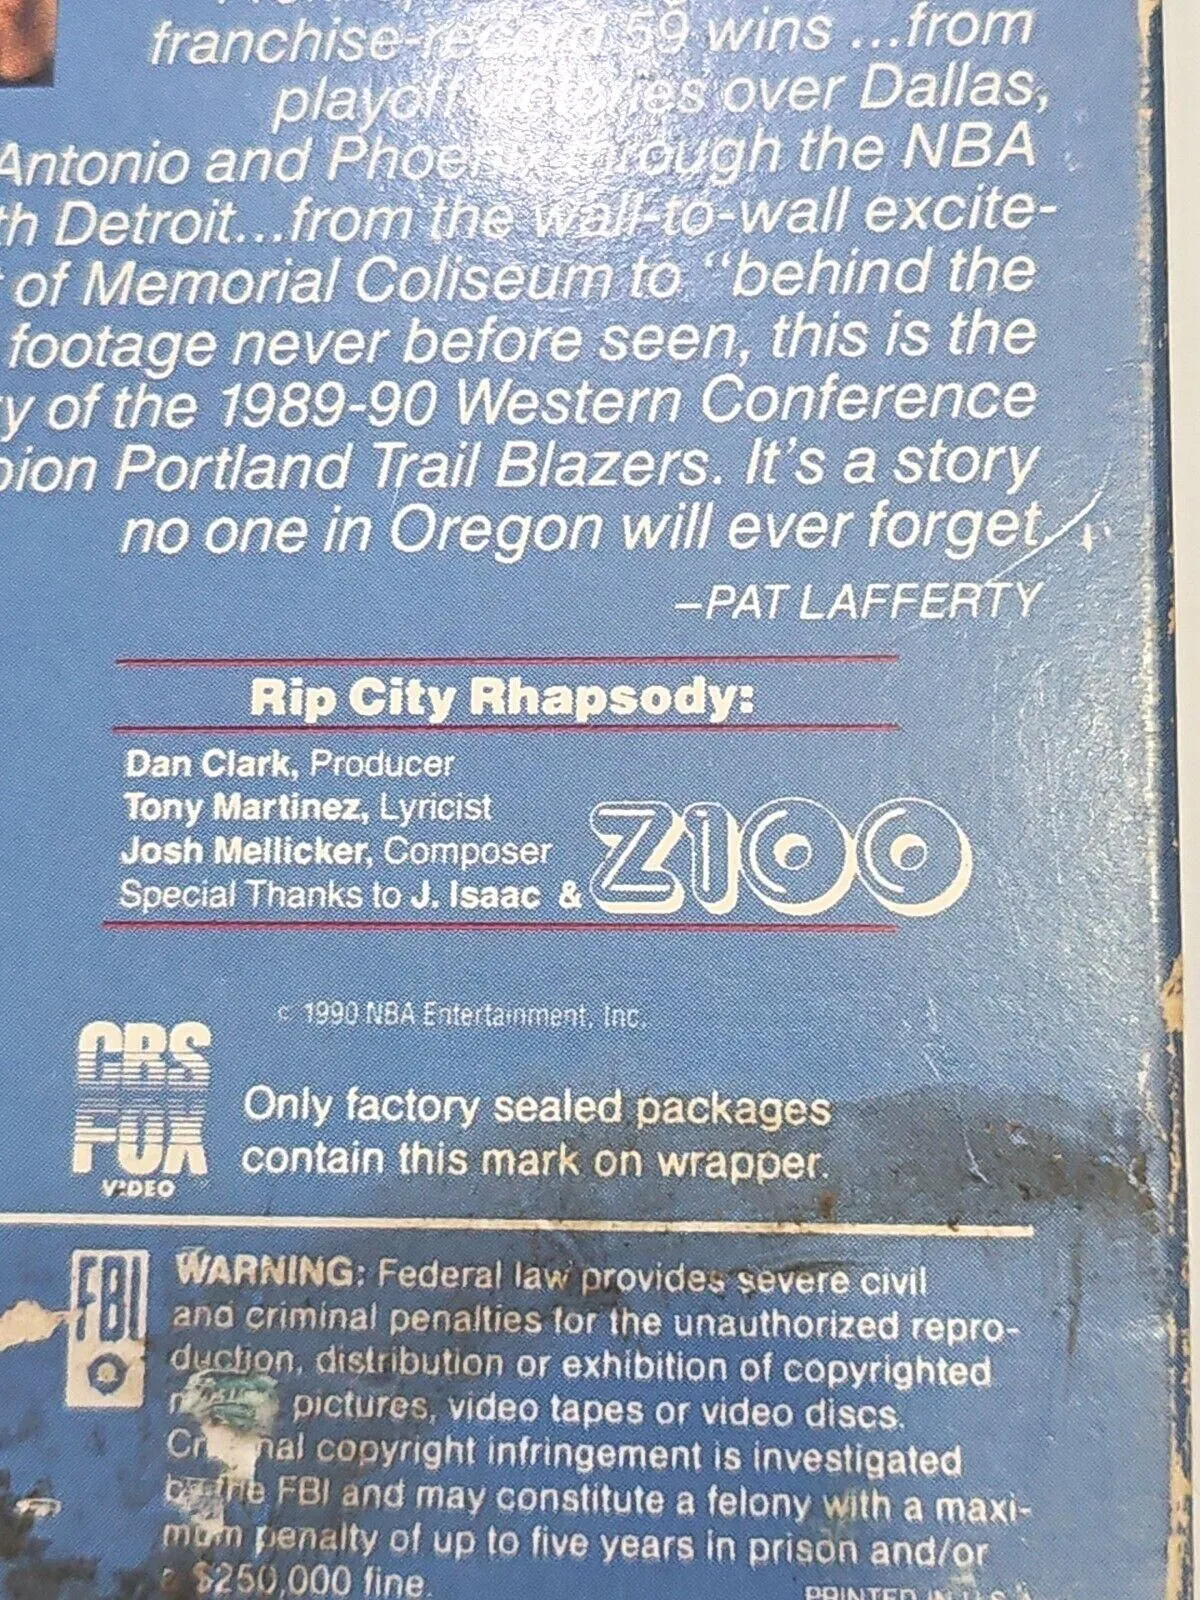 franchise-record 59 wins ...from
playoff victories over Dallas,
Antonio and Phoenix through the NBA
th Detroit...from the wall-to-wall excite-
of Memorial Coliseum to "behind the
footage never before seen, this is the
y of the 1989-90 Western Conference
pion Portland Trail Blazers. It's a story
no one in Oregon will ever forget.
–PAT LAFFERTY
Rip City Rhapsody:
Dan Clark, Producer
Tony Martinez, Lyricist
Josh Mellicker, Composer
Special Thanks to J. Isaac & Z100
c 1990 NBA Entertainment, Inc.
CBS
FOX
VIDEO
Only factory sealed packages
contain this mark on wrapper.
FBI
WARNING: Federal law provides severe civil
and criminal penalties for the unauthorized repro-
duction, distribution or exhibition of copyrighted
pictures, video tapes or video discs.
Criminal copyright infringement is investigated
by the FBI and may constitute a felony with a maxi-
mum penalty of up to five years in prison and/or
a $250,000 fine.
PRINTED IN U.S.A.